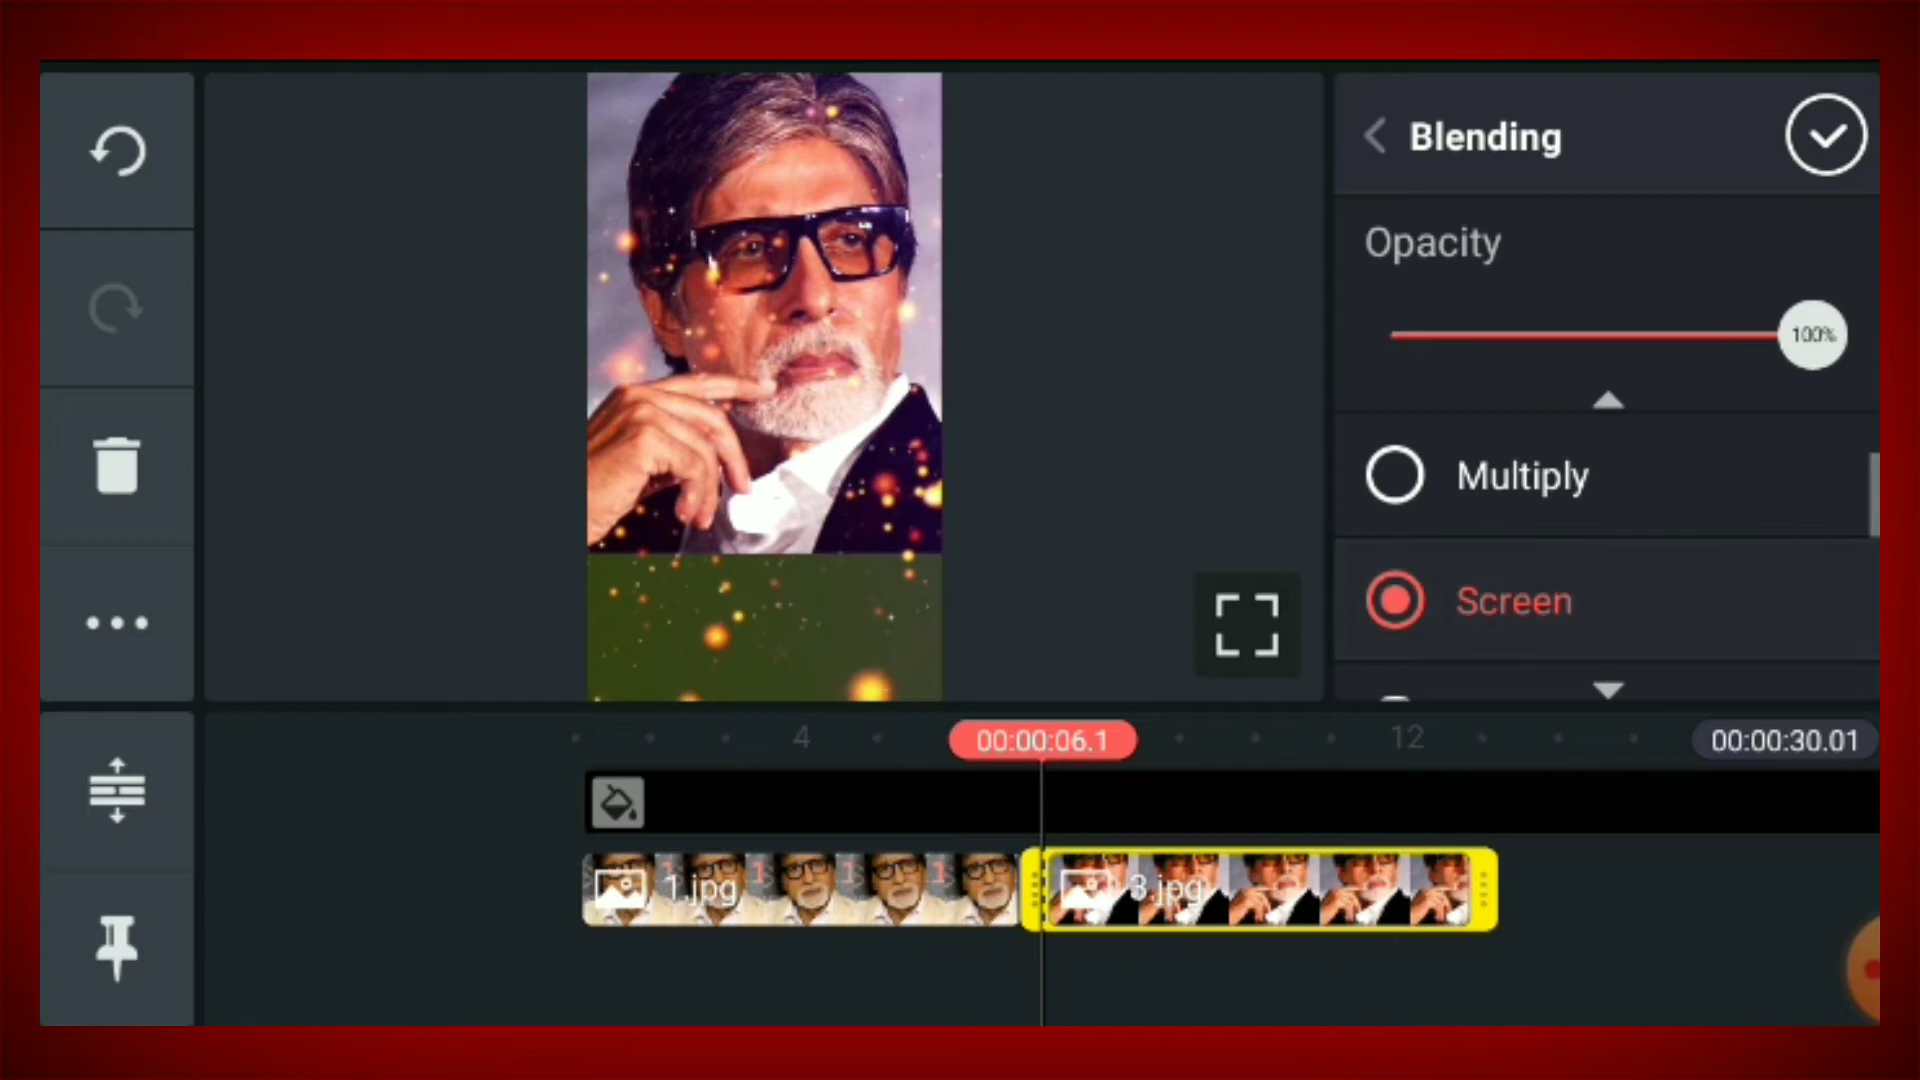 Blending
Opacity
100%
Multiply
Screen
4
00:00:06.1
12
00:00:30.01
1.jpg
3.jpg